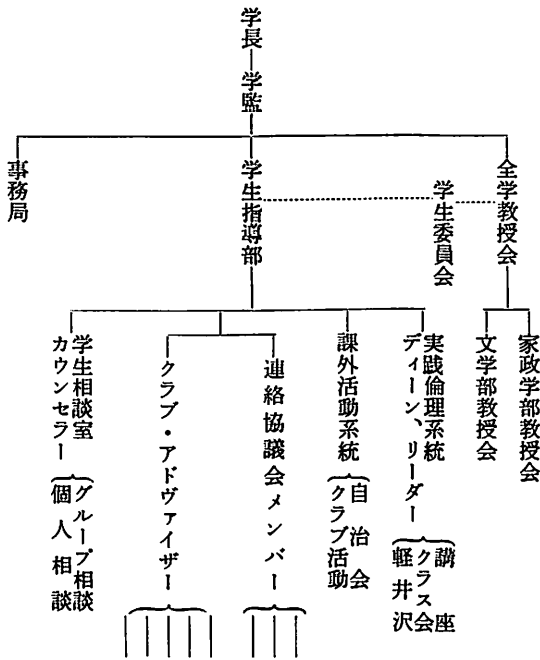 学長
学監
全学教授会
学生委員会
学生指導部
事務局
家政学部教授会
文学部教授会
実践倫理系統
ディーン、リーダー
講座
クラス会
軽井沢
課外活動系統
自治会
クラブ活動
連絡協議会メンバー
クラブ・アドヴァイザー
学生相談室
カウンセラー
グループ相談
個人相談